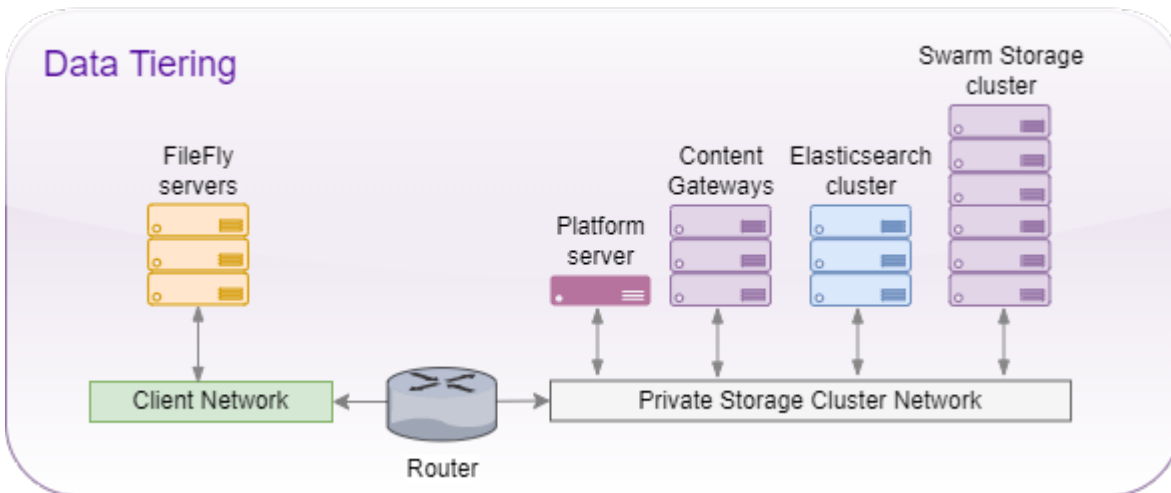 Data Tiering
FileFly
servers
Platform
server
Content
Gateways
Elasticsearch
cluster
Swarm Storage
cluster
Client Network
Router
Private Storage Cluster Network